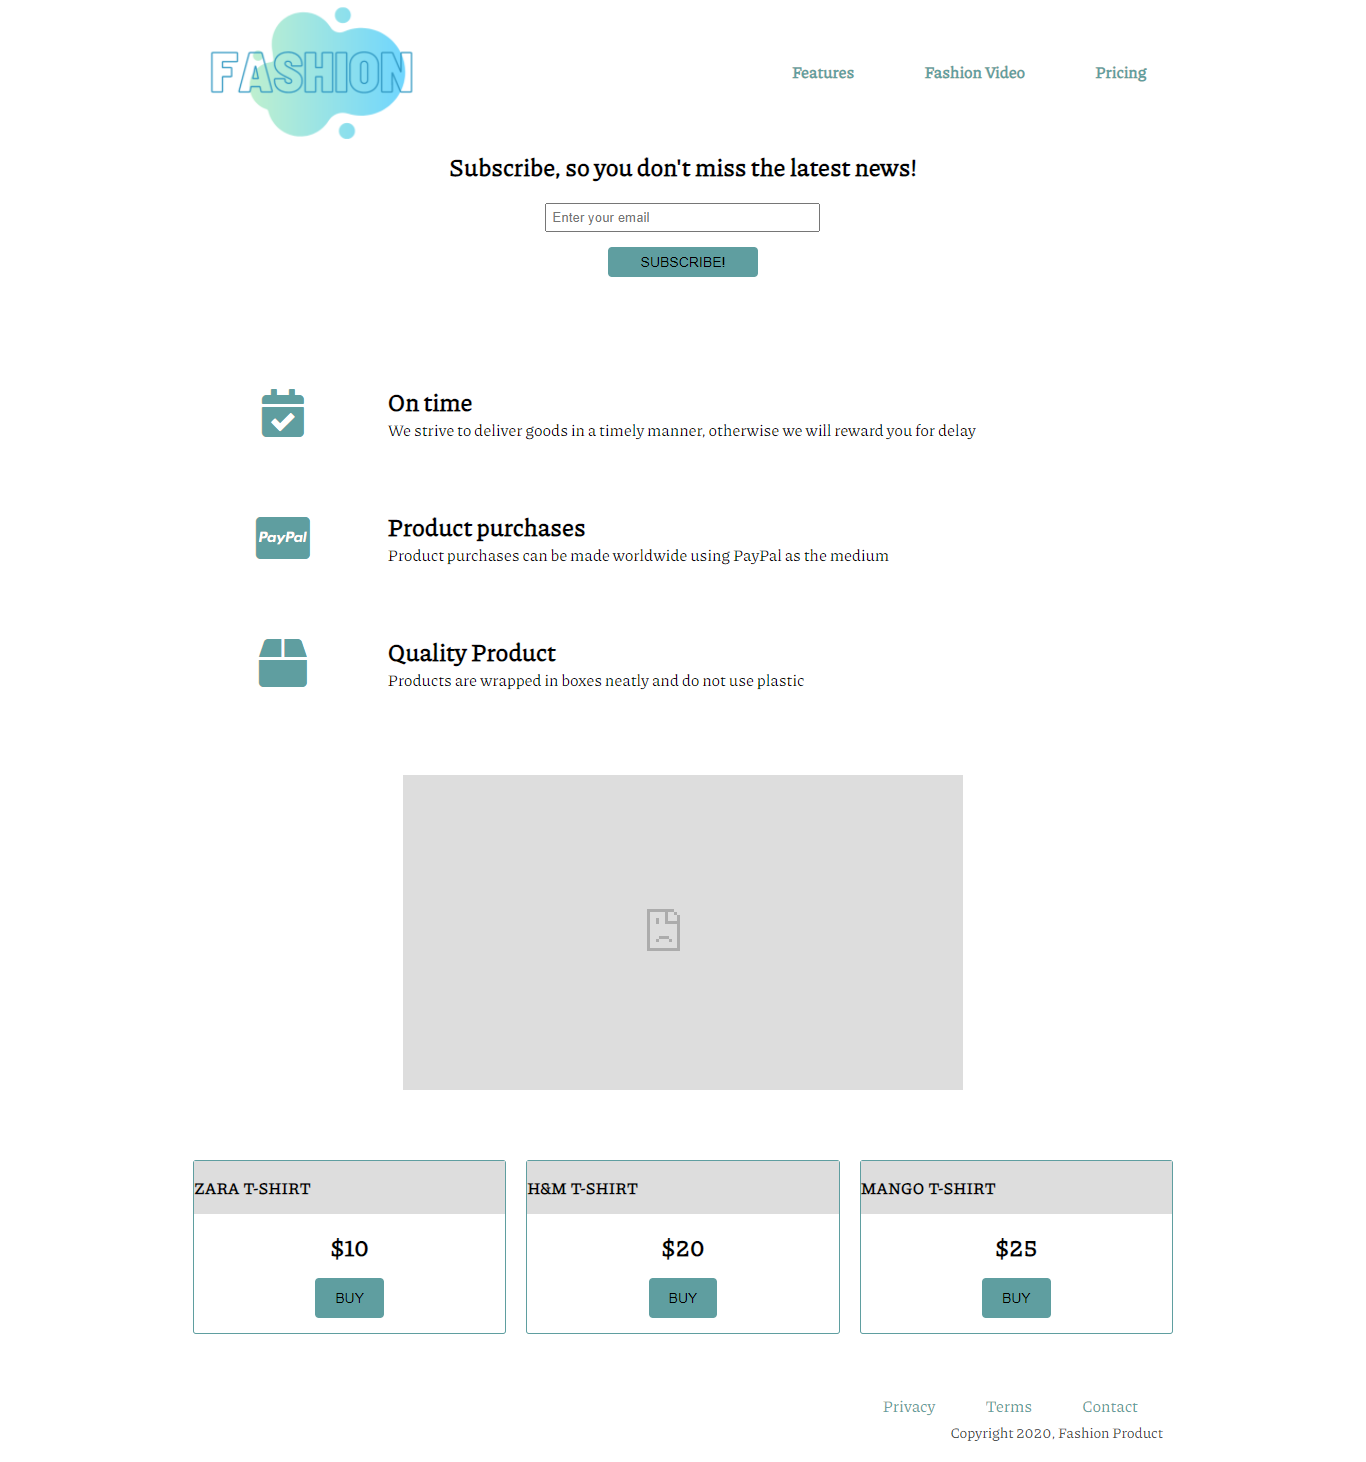 FASHION
Features
Fashion Video
Pricing
Subscribe, so you don't miss the latest news!
Enter your email
SUBSCRIBE!
On time
We strive to deliver goods in a timely manner, otherwise we will reward you for delay
PayPal
Product purchases
Product purchases can be made worldwide using PayPal as the medium
Quality Product
Products are wrapped in boxes neatly and do not use plastic
ZARA T-SHIRT
$10
BUY
H&M T-SHIRT
$20
BUY
MANGO T-SHIRT
$25
BUY
Privacy
Terms
Contact
Copyright 2020, Fashion Product